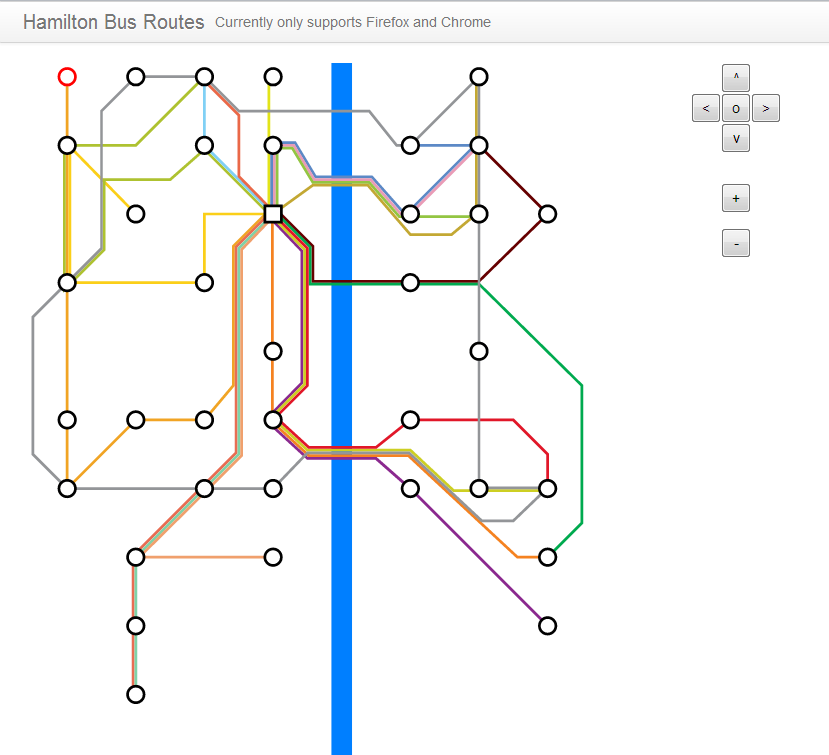 Hamilton Bus Routes Currently only supports Firefox and Chrome
^
< o >
v
+
-